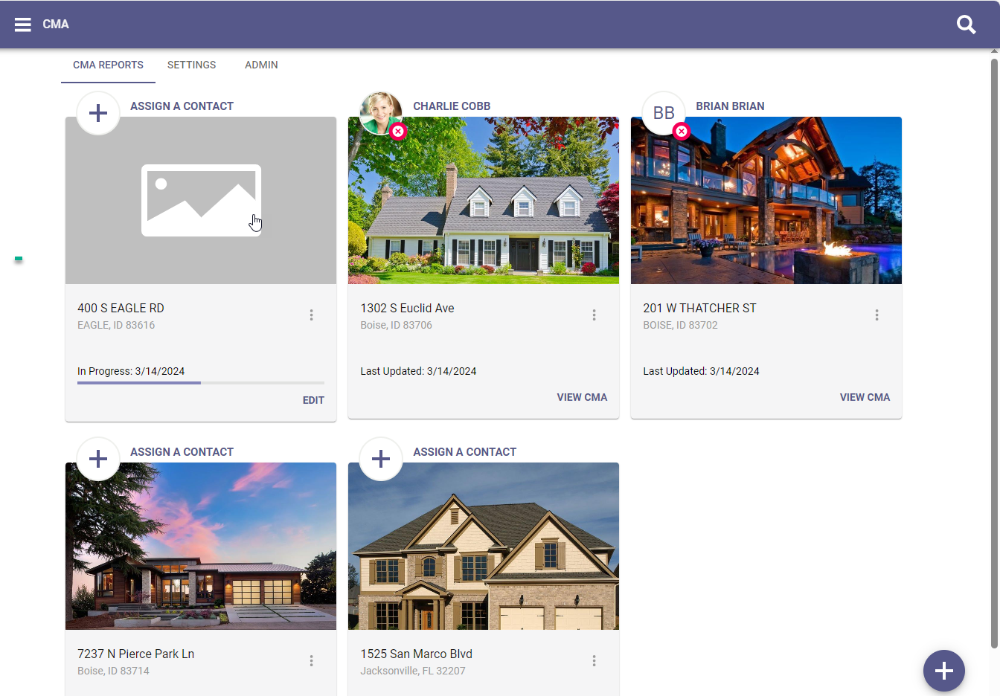 CMA
CMA REPORTS
SETTINGS
ADMIN
ASSIGN A CONTACT
400 S EAGLE RD
EAGLE, ID 83616
In Progress: 3/14/2024
EDIT
CHARLIE COBB
1302 S Euclid Ave
Boise, ID 83706
Last Updated: 3/14/2024
VIEW CMA
BB
BRIAN BRIAN
201 W THATCHER ST
BOISE, ID 83702
Last Updated: 3/14/2024
VIEW CMA
ASSIGN A CONTACT
7237 N Pierce Park Ln
Boise, ID 83714
ASSIGN A CONTACT
1525 San Marco Blvd
Jacksonville, FL 32207